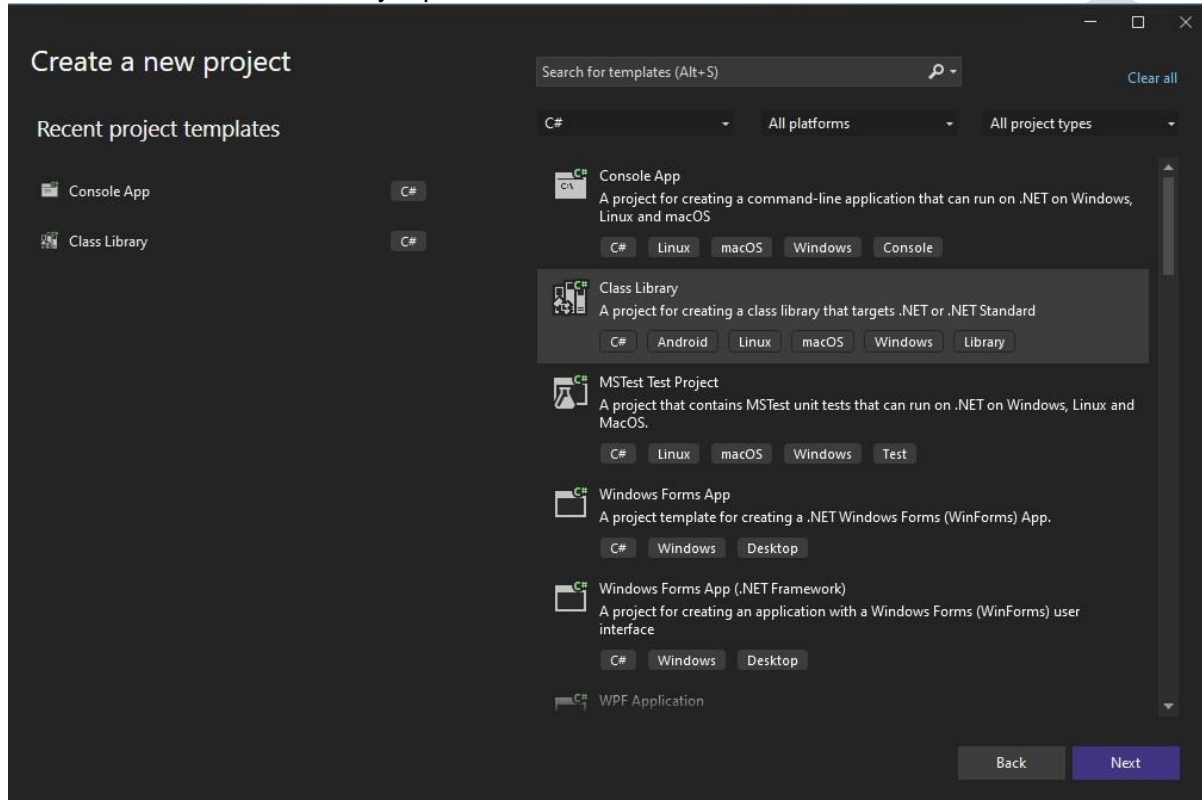 Create a new project
Search for templates (Alt+S)
Clear all
Recent project templates
C#
All platforms
All project types
Console App
C#
Class Library
C#
Console App
A project for creating a command-line application that can run on .NET on Windows,
Linux and macOS
C# Linux macOS Windows Console
Class Library
A project for creating a class library that targets .NET or .NET Standard
C# Android Linux macOS Windows Library
MSTest Test Project
A project that contains MSTest unit tests that can run on .NET on Windows, Linux and
MacOS.
C# Linux macOS Windows Test
Windows Forms App
A project template for creating a .NET Windows Forms (WinForms) App.
C# Windows Desktop
Windows Forms App (.NET Framework)
A project for creating an application with a Windows Forms (WinForms) user
interface
C# Windows Desktop
WPF Application
Back
Next